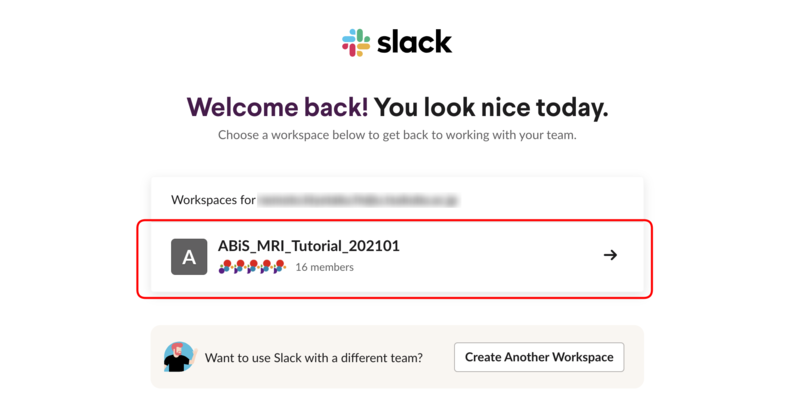 slack
Welcome back! You look nice today.
Choose a workspace below to get back to working with your team.
Workspaces for
A
ABiS_MRI_Tutorial_202101
16 members
Want to use Slack with a different team?
Create Another Workspace